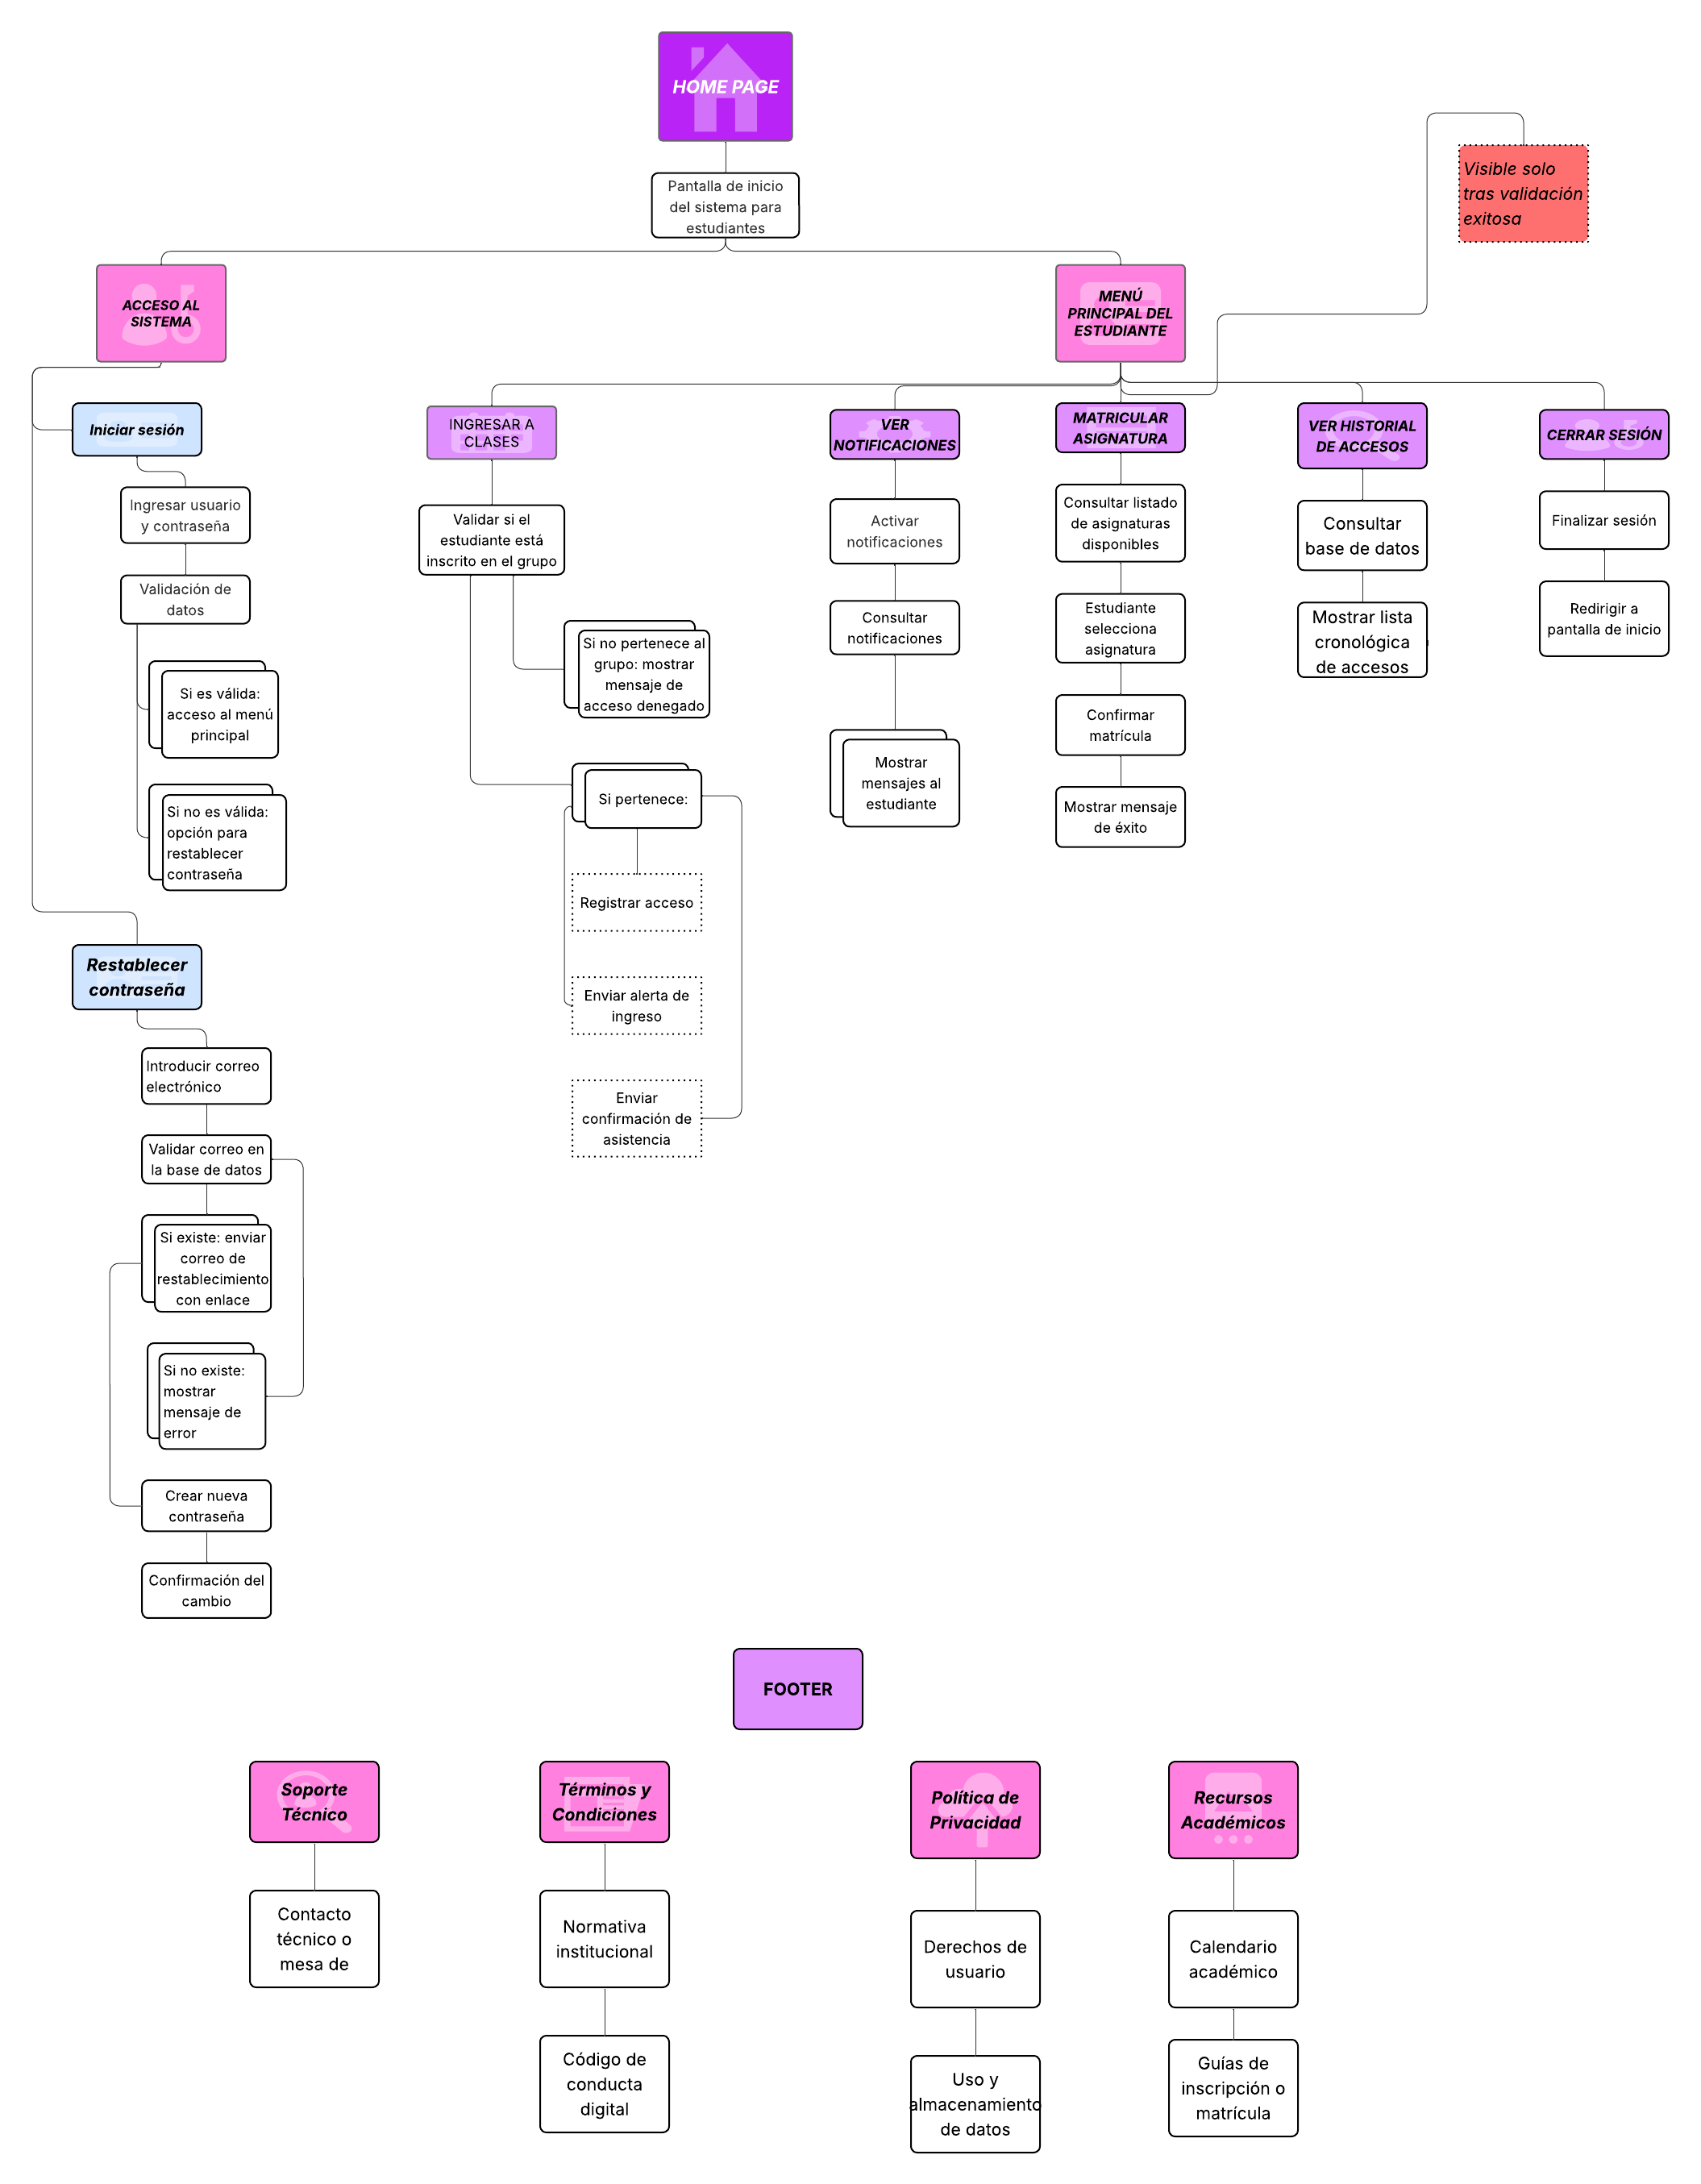 HOME PAGE
Pantalla de inicio
del sistema para
estudiantes
Visible solo
tras validación
exitosa
ACCESO AL
SISTEMA
MENÚ
PRINCIPAL DEL
ESTUDIANTE
Iniciar sesión
Ingresar usuario
y contraseña
Validación de
datos
Si es válida:
acceso al menú
principal
Si no es válida:
opción para
restablecer
contraseña
Restablecer
contraseña
Introducir correo
electrónico
Validar correo en
la base de datos
Si existe: enviar
correo de
restablecimiento
con enlace
Si no existe:
mostrar
mensaje de
error
Crear nueva
contraseña
Confirmación del
cambio
INGRESAR A
CLASES
Validar si el
estudiante está
inscrito en el grupo
Si no pertenece al
grupo: mostrar
mensaje de
acceso denegado
Si pertenece:
Registrar acceso
Enviar alerta de
ingreso
Enviar
confirmación de
asistencia
VER
NOTIFICACIONES
Activar
notificaciones
Consultar
notificaciones
Mostrar
mensajes al
estudiante
MATRICULAR
ASIGNATURA
Consultar listado
de asignaturas
disponibles
Estudiante
selecciona
asignatura
Confirmar
matrícula
Mostrar mensaje
de éxito
VER HISTORIAL
DE ACCESOS
Consultar
base de datos
Mostrar lista
cronológica
de accesos
CERRAR SESIÓN
Finalizar sesión
Redirigir a
pantalla de inicio
FOOTER
Soporte
Técnico
Contacto
técnico o
mesa de
Términos y
Condiciones
Normativa
institucional
Código de
conducta
digital
Política de
Privacidad
Derechos de
usuario
Uso y
almacenamiento
de datos
Recursos
Académicos
Calendario
académico
Guías de
inscripción o
matrícula